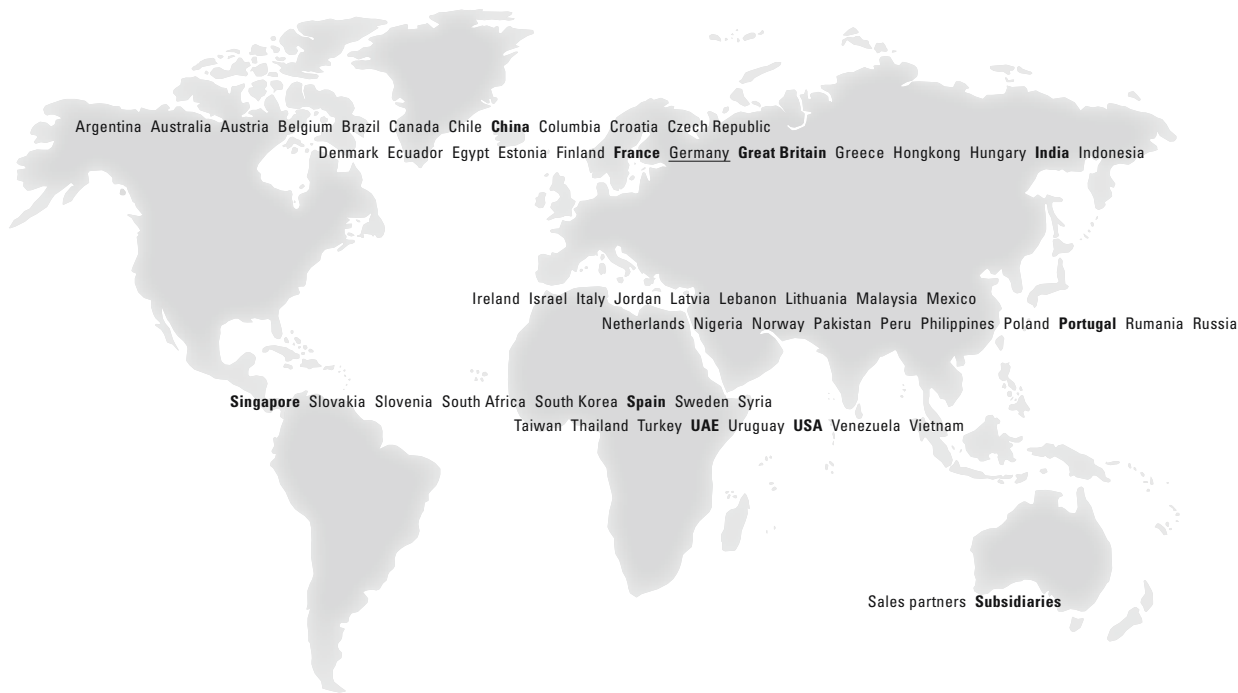 Argentina Australia Austria Belgium Brazil Canada Chile China Columbia Croatia Czech Republic
Denmark Ecuador Egypt Estonia Finland France Germany Great Britain Greece Hongkong Hungary India Indonesia
Ireland Israel Italy Jordan Latvia Lebanon Lithuania Malaysia Mexico
Netherlands Nigeria Norway Pakistan Peru Philippines Poland Portugal Rumania Russia
Singapore Slovakia Slovenia South Africa South Korea Spain Sweden Syria
Taiwan Thailand Turkey UAE Uruguay USA Venezuela Vietnam
Sales partners Subsidiaries